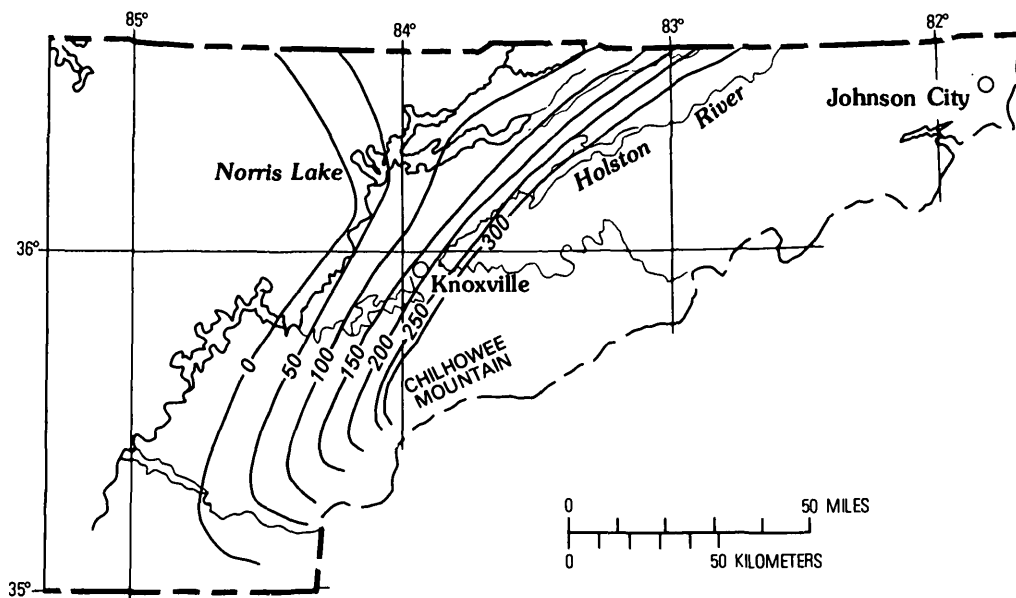 85°
84°
83°
82°
Johnson City
River
Holston
Norris Lake
36°
300
Knoxville
0
50
100
150
200
250
CHILHOWEE
MOUNTAIN
0
50 MILES
0
50 KILOMETERS
35°